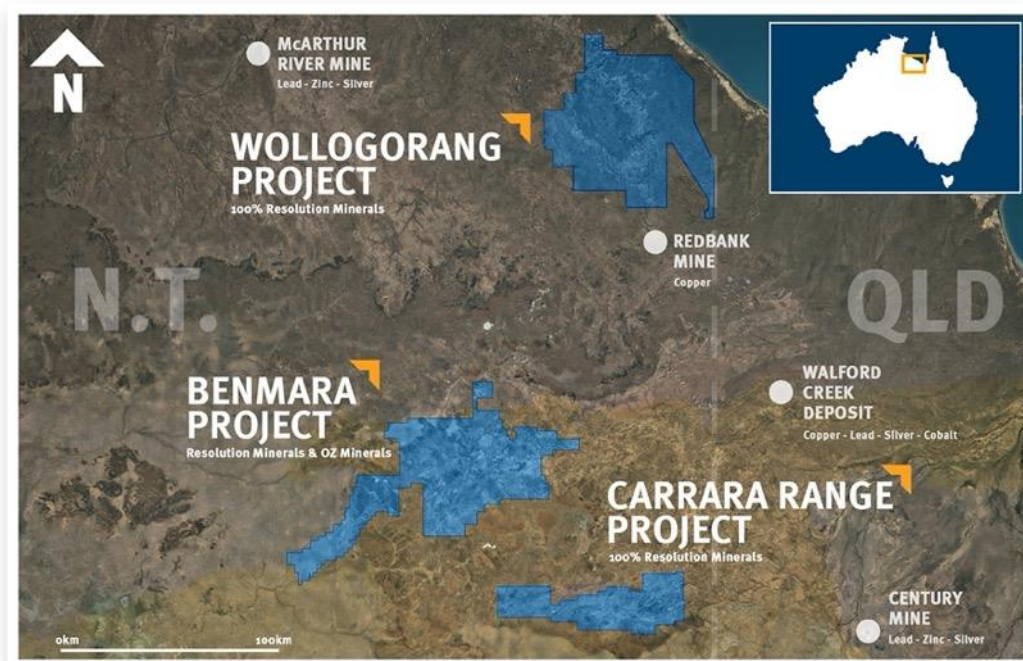 McARTHUR
RIVER MINE
Lead - Zinc - Silver
N
WOLLOGORANG
PROJECT
100% Resolution Minerals
REDBANK
MINE
Copper
N.T.
QLD
BENMARA
PROJECT
Resolution Minerals & OZ Minerals
WALFORD
CREEK
DEPOSIT
Copper - Lead - Silver - Cobalt
CARRARA RANGE
PROJECT
100% Resolution Minerals
CENTURY
MINE
Lead - Zinc - Silver
0km
100km